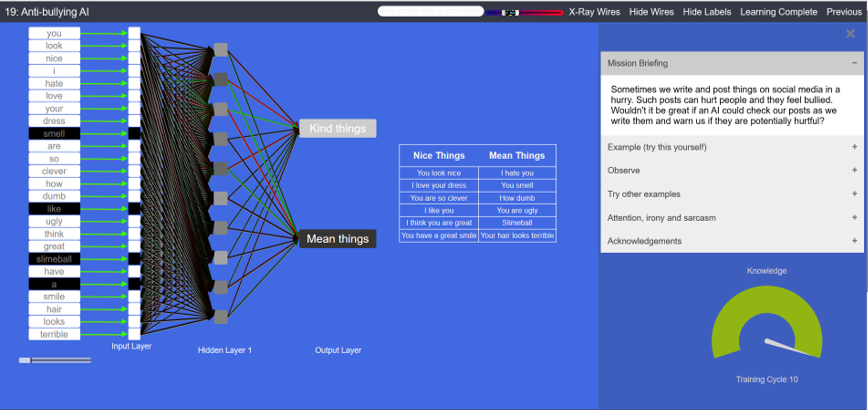 19: Anti-bullying AI
X-Ray Wires Hide Wires Hide Labels Learning Complete Previous
you
look
nice
i
hate
love
your
dress
smell
are
so
clever
how
dumb
like
ugly
think
great
slimeball
have
a
smile
hair
looks
terrible
Input Layer
Hidden Layer 1
Output Layer
Kind things
Mean things
Nice Things Mean Things
You look nice I hate you
I love your dress You smell
You are so clever How dumb
I like you You are ugly
I think you are great Slimeball
You have a great smile Your hair looks terrible
Mission Briefing
Sometimes we write and post things on social media in a
hurry. Such posts can hurt people and they feel bullied.
Wouldn't it be great if an AI could check our posts as we
write them and warn us if they are potentially hurtful?
Example (try this yourself)
Observe
Try other examples
Attention, irony and sarcasm
Acknowledgements
Knowledge
Training Cycle 10